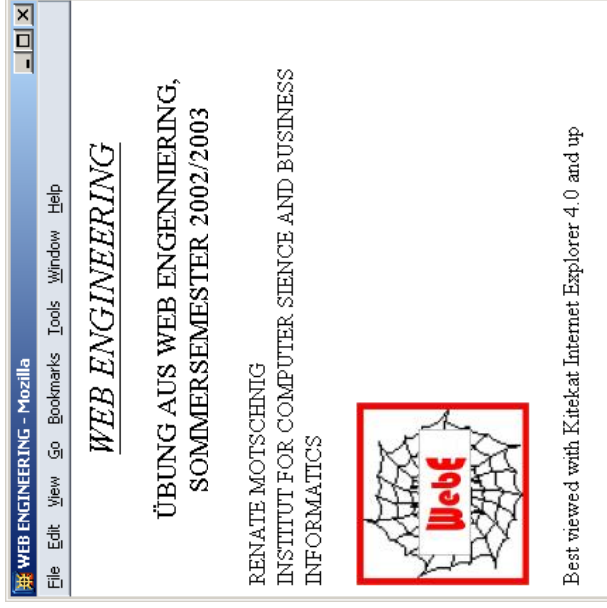 WEB ENGINEERING - Mozilla
File Edit View Go Bookmarks Tools Window Help
WEB ENGINEERING
ÜBUNG AUS WEB ENGENNIERING,
SOMMERSEMESTER 2002/2003
RENATE MOTSCHNIG
INSTITUT FOR COMPUTER SIENCE AND BUSINESS
INFORMATICS
WebE
Best viewed with Kitekat Internet Explorer 4.0 and up